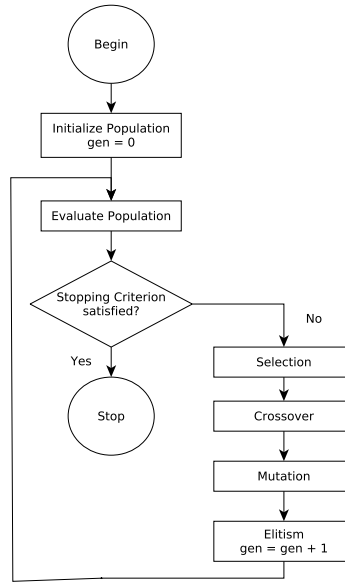 Begin
Initialize Population
gen = 0
Evaluate Population
Stopping Criterion
satisfied?
No
Yes
Selection
Stop
Crossover
Mutation
Elitism
gen = gen + 1